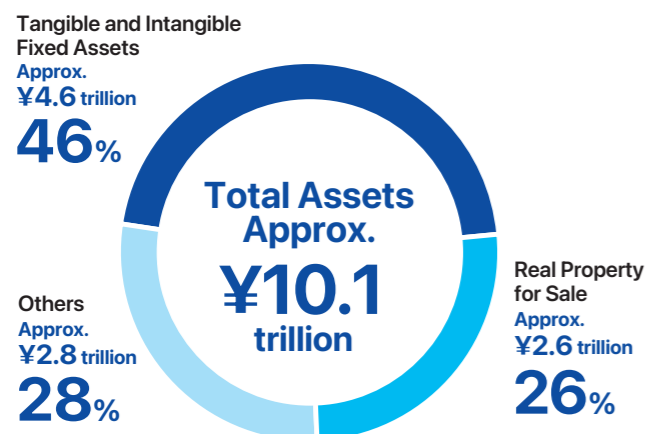 Tangible and Intangible
Fixed Assets
Approx.
¥4.6 trillion
46%
Total Assets
Approx.
¥10.1
trillion
Real Property
for Sale
Approx.
¥2.6 trillion
26%
Others
Approx.
¥2.8 trillion
28%